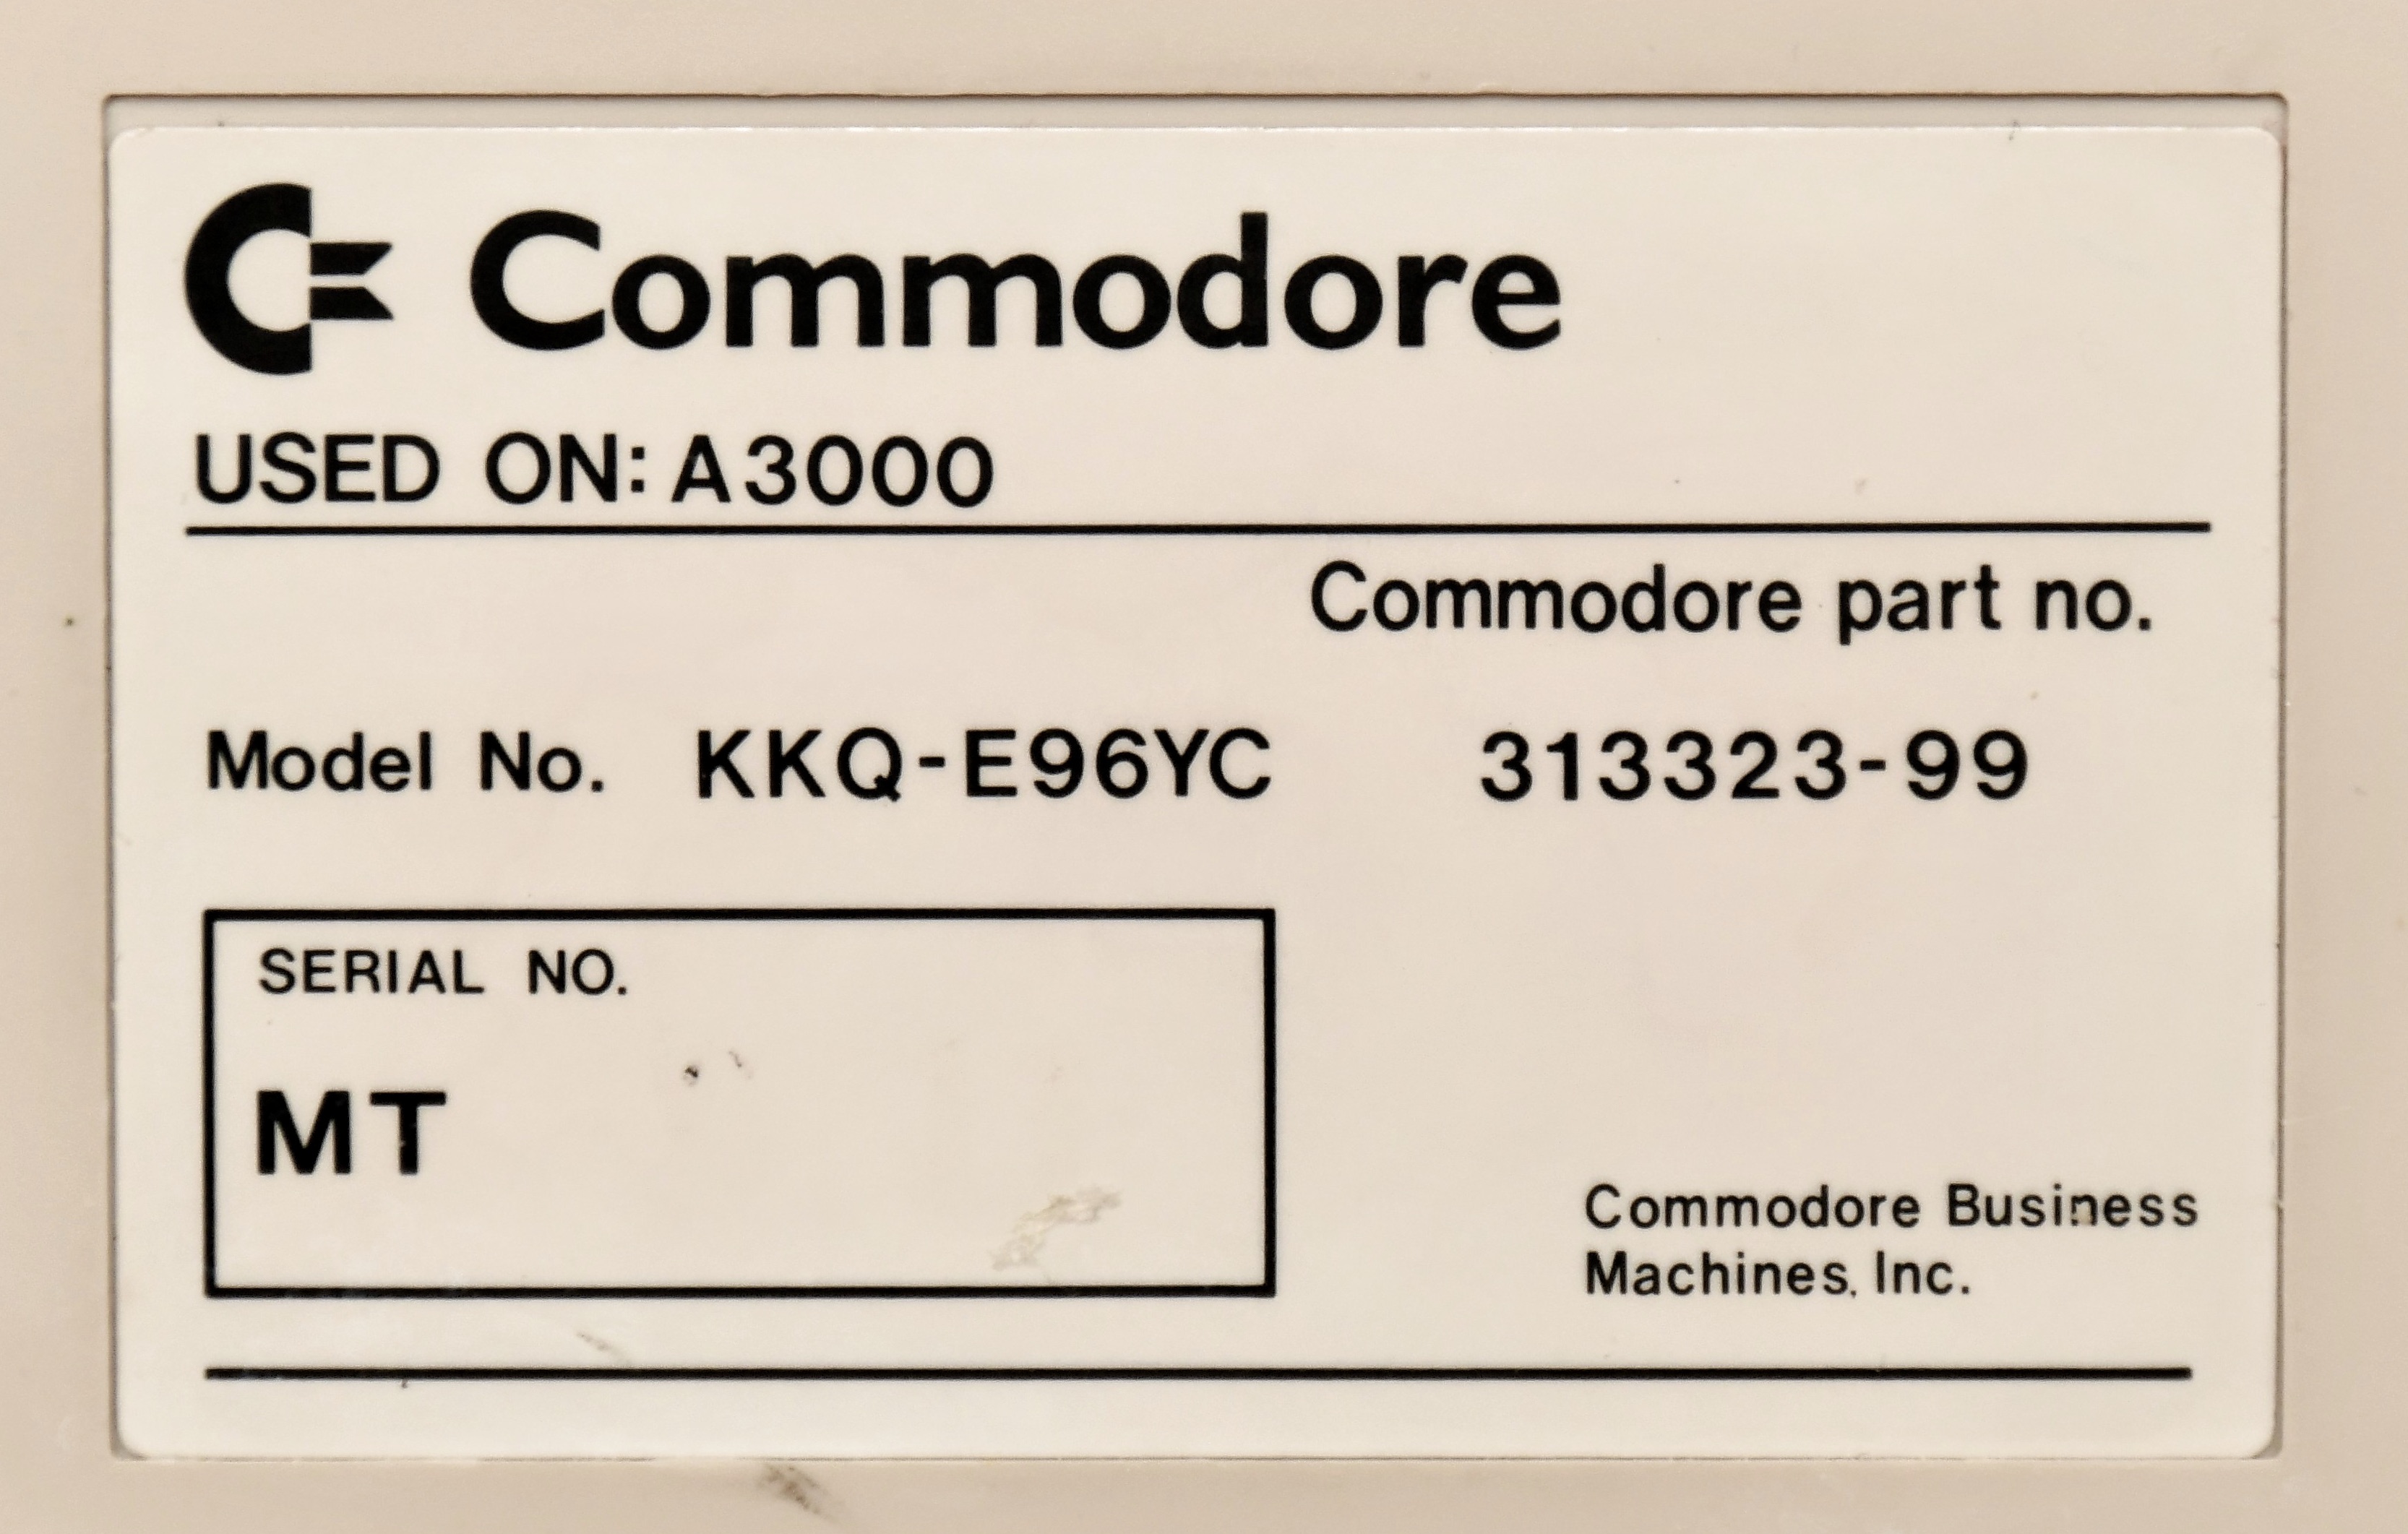 Commodore
USED ON: A3000
Commodore part no.
Model No. KKQ-E96YC 313323-99
SERIAL NO.
MT
Commodore Business
Machines, Inc.